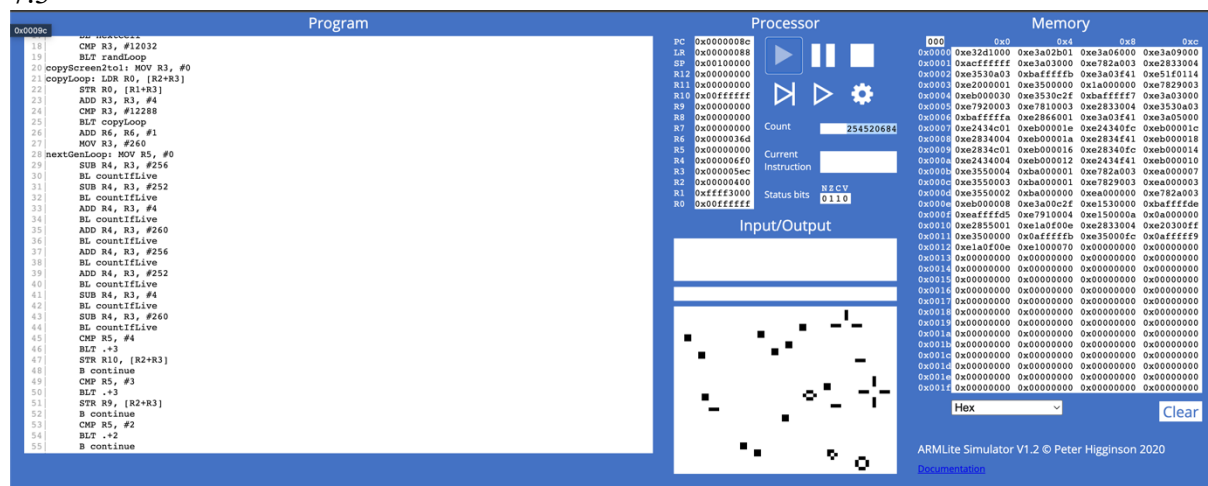 0x0009c
Program
18 CMP R3, #12032
19 BLT randLoop
20 copyScreen2to1: MOV R3, #0
21 copyLoop: LDR R0, [R2+R3]
22 STR R0, [R1+R3]
23 ADD R3, R3, #4
24 CMP R3, #12288
25 BLT copyLoop
26 ADD R6, R6, #1
27 MOV R3, #260
28 nextGenLoop: MOV R5, #0
29 SUB R4, R3, #256
30 BL countIfLive
31 SUB R4, R3, #252
32 BL countIfLive
33 ADD R4, R3, #4
34 BL countIfLive
35 ADD R4, R3, #260
36 BL countIfLive
37 ADD R4, R3, #256
38 BL countIfLive
39 ADD R4, R3, #252
40 BL countIfLive
41 SUB R4, R3, #4
42 BL countIfLive
43 SUB R4, R3, #260
44 BL countIfLive
45 CMP R5, #4
46 BLT .+3
47 STR R10, [R2+R3]
48 B continue
49 CMP R5, #3
50 BLT .+3
51 STR R9, [R2+R3]
52 B continue
53 CMP R5, #2
54 BLT .+2
55 B continue
Processor
PC 0x0000008c
LR 0x00000088
SP 0x00100000
R12 0x00000000
R11 0x00000000
R10 0x00ffffff
R9 0x00000000
R8 0x00000000
R7 0x00000000
R6 0x0000036d
R5 0x00000000
R4 0x000006f0
R3 0x000005ec
R2 0x00000400
R1 0xffff3000
R0 0x00ffffff
Count 254520684
Current Instruction
Status bits
N Z C V
0 1 1 0
Input/Output
Memory
000 0x0 0x4 0x8 0xc
0x0000 0xe32d1000 0xe3a02b01 0xe3a06000 0xe3a09000
0x0001 0xacffffff 0xe3a03000 0xe782a003 0xe2833004
0x0002 0xe3530a03 0xbafffffb 0xe3a03f41 0xe51f0114
0x0003 0xe2000001 0xe3500000 0x1a000000 0xe7829003
0x0004 0xeb000030 0xe3530c2f 0xbafffff7 0xe3a03000
0x0005 0xe7920003 0xe7810003 0xe2833004 0xe3530a03
0x0006 0xbafffffa 0xe2866001 0xe3a03f41 0xe3a05000
0x0007 0xe2434c01 0xeb00001e 0xe24340fc 0xeb00001c
0x0008 0xe2834004 0xeb00001a 0xe2834f41 0xeb000018
0x0009 0xe2834c01 0xeb000016 0xe28340fc 0xeb000014
0x000a 0xe2434004 0xeb000012 0xe2434f41 0xeb000010
0x000b 0xe3550004 0xba000001 0xe782a003 0xea000007
0x000c 0xe3550003 0xba000001 0xe7829003 0xea000003
0x000d 0xe3550002 0xba000000 0xea000000 0xe782a003
0x000e 0xeb000008 0xe3a00c2f 0xe1530000 0xbaffffde
0x000f 0xeaffffd5 0xe7910004 0xe150000a 0x0a000000
0x0010 0xe2855001 0xe1a0f00e 0xe2833004 0xe20300ff
0x0011 0xe3500000 0x0afffffb 0xe35000fc 0x0afffff9
0x0012 0xe1a0f00e 0xe1000070 0x00000000 0x00000000
0x0013 0x00000000 0x00000000 0x00000000 0x00000000
0x0014 0x00000000 0x00000000 0x00000000 0x00000000
0x0015 0x00000000 0x00000000 0x00000000 0x00000000
0x0016 0x00000000 0x00000000 0x00000000 0x00000000
0x0017 0x00000000 0x00000000 0x00000000 0x00000000
0x0018 0x00000000 0x00000000 0x00000000 0x00000000
0x0019 0x00000000 0x00000000 0x00000000 0x00000000
0x001a 0x00000000 0x00000000 0x00000000 0x00000000
0x001b 0x00000000 0x00000000 0x00000000 0x00000000
0x001c 0x00000000 0x00000000 0x00000000 0x00000000
0x001d 0x00000000 0x00000000 0x00000000 0x00000000
0x001e 0x00000000 0x00000000 0x00000000 0x00000000
0x001f 0x00000000 0x00000000 0x00000000 0x00000000
Hex
Clear
ARMLite Simulator V1.2 © Peter Higginson 2020
Documentation